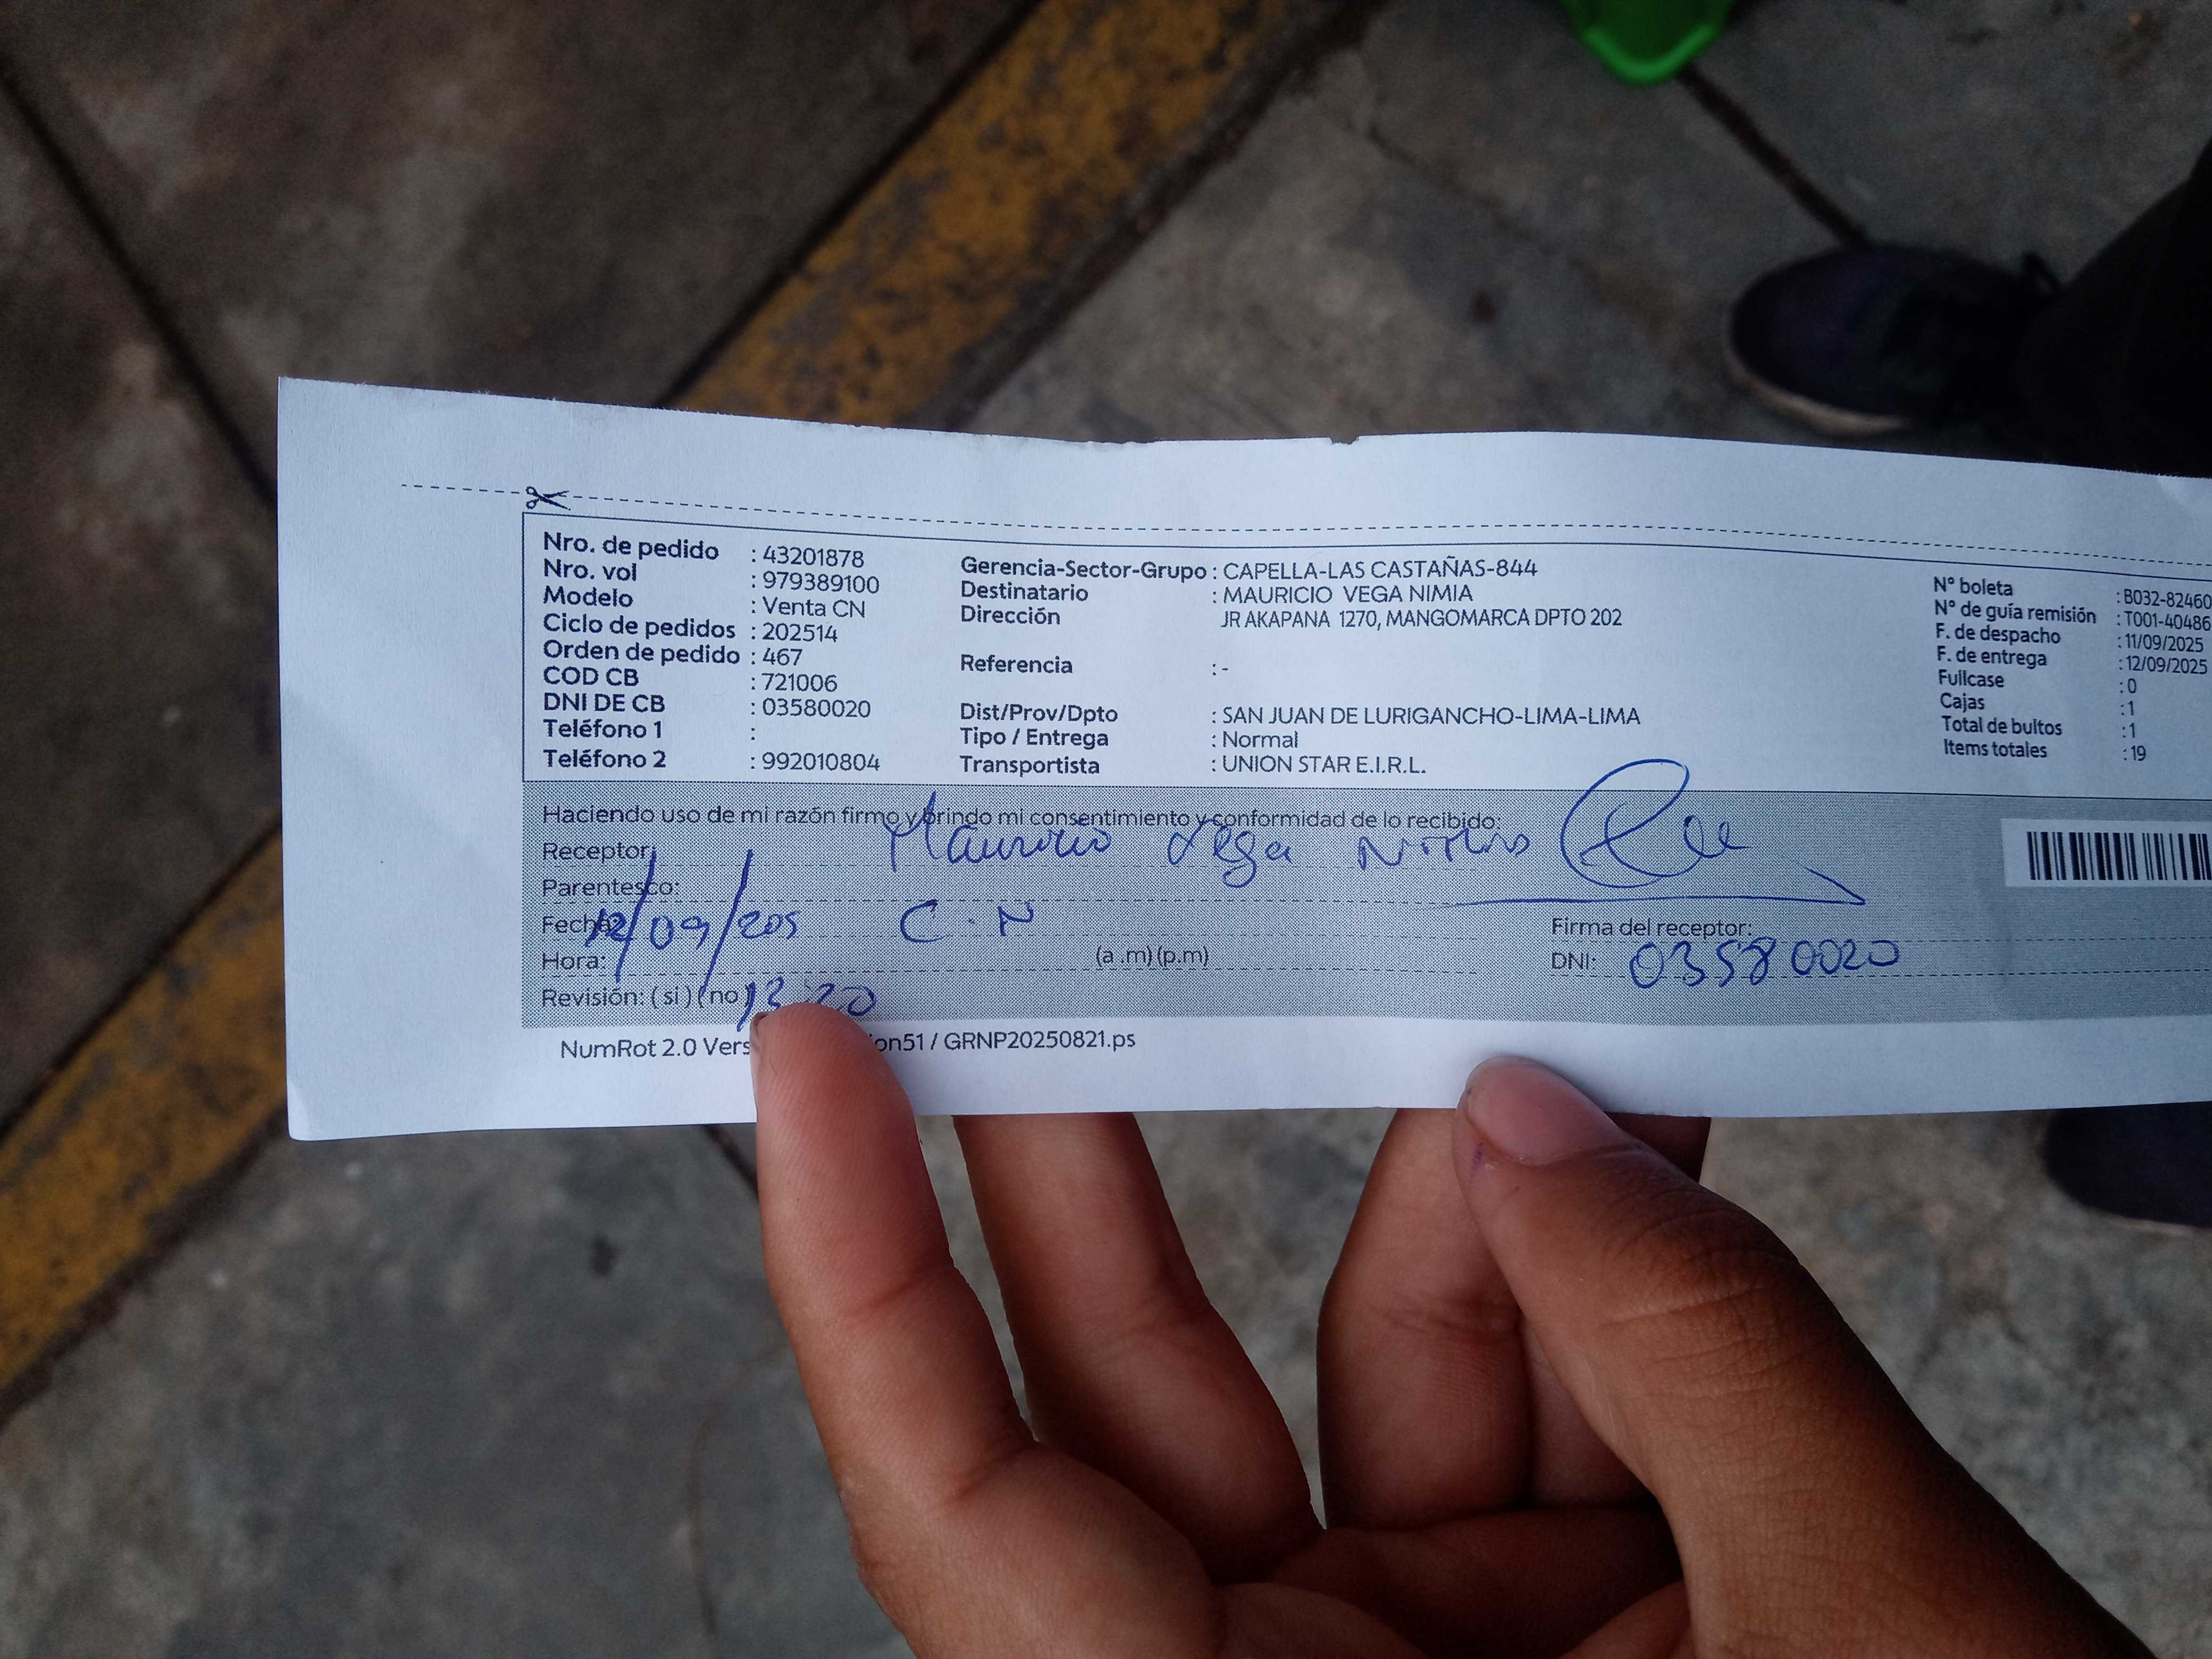 Nro. de pedido : 43201878
Nro. vol : 979389100
Modelo : Venta CN
Ciclo de pedidos : 202514
Orden de pedido : 467
COD CB : 721006
DNI DE CB : 03580020
Teléfono 1 :
Teléfono 2 : 992010804
Gerencia-Sector-Grupo : CAPELLA-LAS CASTAÑAS-844
Destinatario : MAURICIO VEGA NIMIA
Dirección JR AKAPANA 1270, MANGOMARCA DPTO 202
Referencia : -
Dist/Prov/Dpto : SAN JUAN DE LURIGANCHO-LIMA-LIMA
Tipo / Entrega : Normal
Transportista : UNION STAR E.I.R.L.
N° boleta : B032-82460
N° de guía remisión : T001-40486
F. de despacho : 11/09/2025
F. de entrega : 12/09/2025
Fullcase : 0
Cajas : 1
Total de bultos : 1
Items totales : 19
Haciendo uso de mi razón firmo y brindo mi consentimiento y conformidad de lo recibido:
Receptor: Mauricio Vega
Parentesco:
Fecha: 12/09/205 C.N
Hora: (a .m) (p.m)
Revisión: ( si ) ( no )
Firma del receptor:
DNI: 03580020
NumRot 2.0 Vers ion51 / GRNP20250821.ps